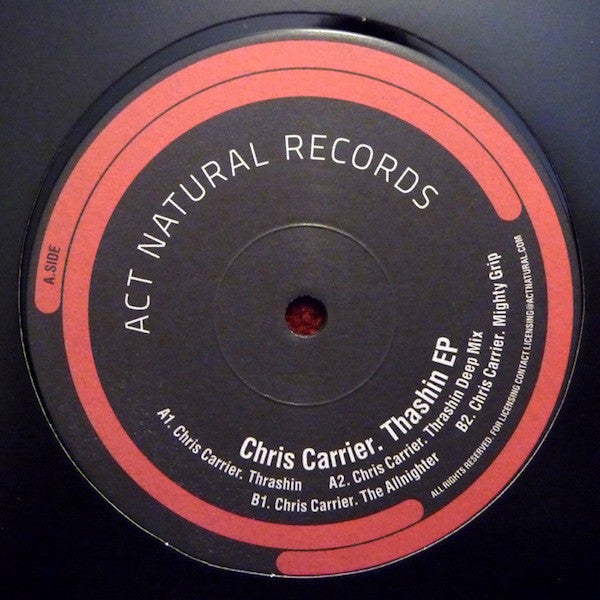 A.SIDE
ACT NATURAL RECORDS
Chris Carrier. Thashin EP
A1. Chris Carrier. Thrashin A2. Chris Carrier. Thrashin Deep Mix
B1. Chris Carrier. The Allnighter B2. Chris Carrier. Mighty Grip
ALL RIGHTS RESERVED. FOR LICENSING CONTACT LICENSING@ACTNATURAL.COM